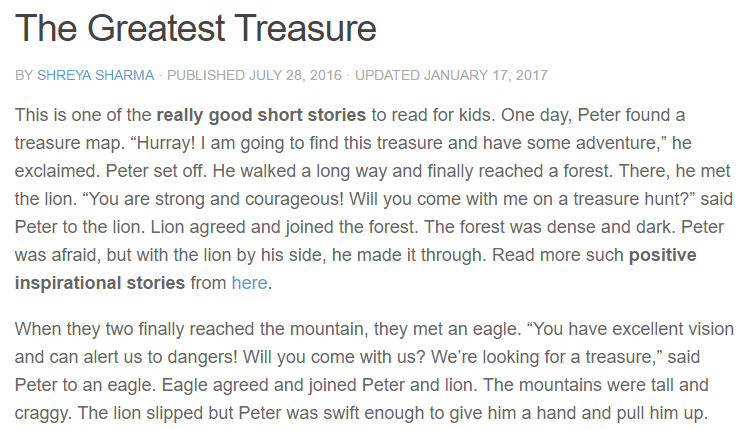 The Greatest Treasure
BY SHREYA SHARMA · PUBLISHED JULY 28, 2016 · UPDATED JANUARY 17, 2017
This is one of the really good short stories to read for kids. One day, Peter found a
treasure map. “Hurray! I am going to find this treasure and have some adventure,” he
exclaimed. Peter set off. He walked a long way and finally reached a forest. There, he met
the lion. “You are strong and courageous! Will you come with me on a treasure hunt?” said
Peter to the lion. Lion agreed and joined the forest. The forest was dense and dark. Peter
was afraid, but with the lion by his side, he made it through. Read more such positive
inspirational stories from here.
When they two finally reached the mountain, they met an eagle. “You have excellent vision
and can alert us to dangers! Will you come with us? We’re looking for a treasure,” said
Peter to an eagle. Eagle agreed and joined Peter and lion. The mountains were tall and
craggy. The lion slipped but Peter was swift enough to give him a hand and pull him up.